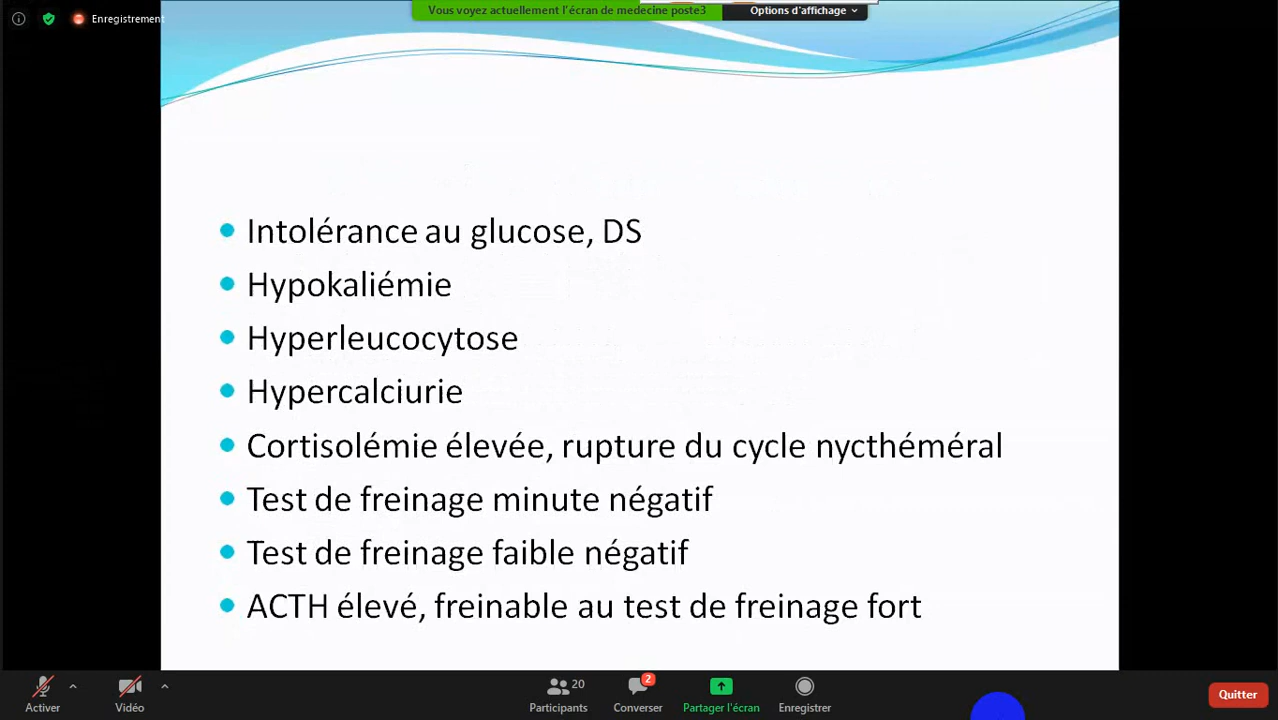 Enregistrement
Vous voyez actuellement l'écran de medecine poste3
Options d'affichage
Intolérance au glucose, DS
Hypokaliémie
Hyperleucocytose
Hypercalciurie
Cortisolémie élevée, rupture du cycle nycthéméral
Test de freinage minute négatif
Test de freinage faible négatif
ACTH élevé, freinable au test de freinage fort
Activer
Vidéo
20
Participants
2
Converser
Partager l'écran
Enregistrer
Quitter